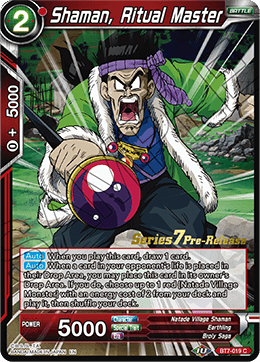 2
Shaman, Ritual Master
BATTLE
+ 5000
Series 7 Pre-Release
Auto When you play this card, draw 1 card.
Auto When a card in your opponent's life is placed in
their Drop Area, you may place this card in its owner's
Drop Area. If you do, choose up to 1 {Natade Village
Monster} with an energy cost of 2 from your deck and
play it, then shuffle your deck.
POWER
5000
Character
Natade Village Shaman
Special Trait
Earthling
Era
Broly Saga
BT7-019 C